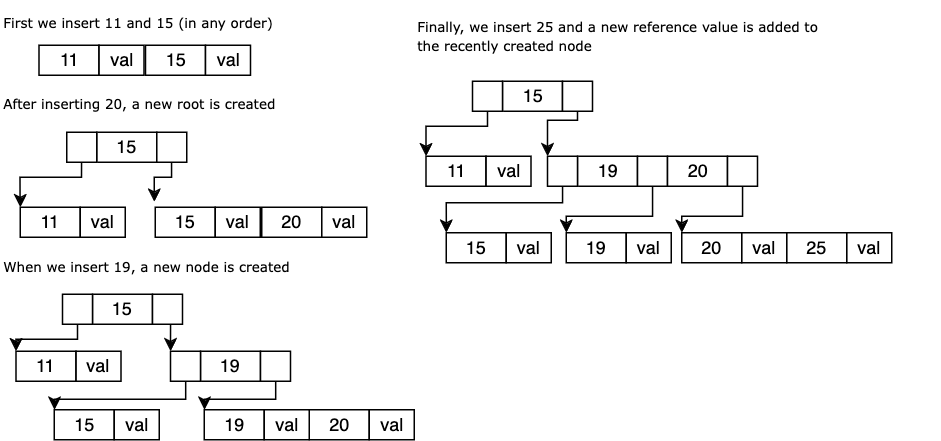 First we insert 11 and 15 (in any order)
11 val 15 val
After inserting 20, a new root is created
15
11 val 15 val 20 val
When we insert 19, a new node is created
15
11 val 19
15 val 19 val 20 val
Finally, we insert 25 and a new reference value is added to
the recently created node
15
11 val 19 20
15 val 19 val 20 val 25 val